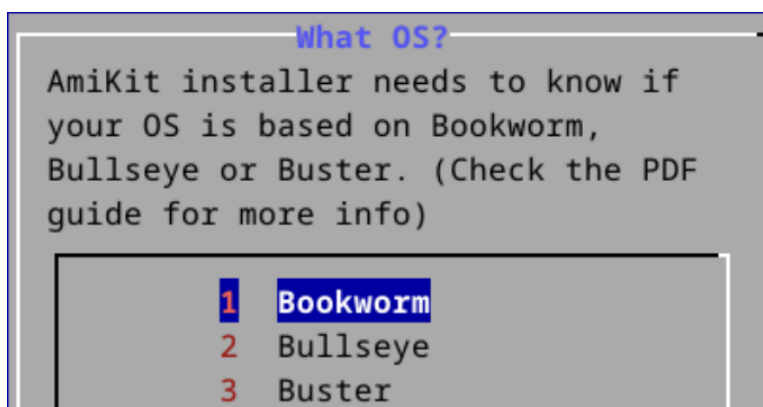 What OS?
AmiKit installer needs to know if
your OS is based on Bookworm,
Bullseye or Buster. (Check the PDF
guide for more info)
1 Bookworm
2 Bullseye
3 Buster